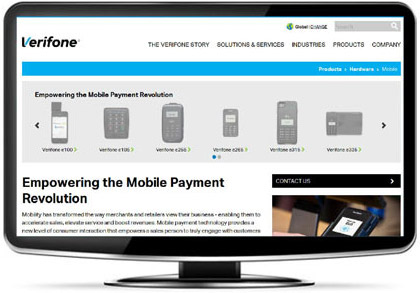 Global [CHANGE]
Search
Verifone
THE VERIFONE STORY SOLUTIONS & SERVICES INDUSTRIES PRODUCTS COMPANY
Products Hardware Mobile
Empowering the Mobile Payment Revolution
Verifone e100 Verifone e105 Verifone e255 Verifone e265 Verifone e315 Verifone e335
Empowering the Mobile Payment
Revolution
CONTACT US
Mobility has transformed the way merchants and retailers view their business - enabling them to
accelerate sales, elevate service and boost revenues. Mobile payment technology provides a
new level of consumer interaction that empowers a sales person to truly engage with customers